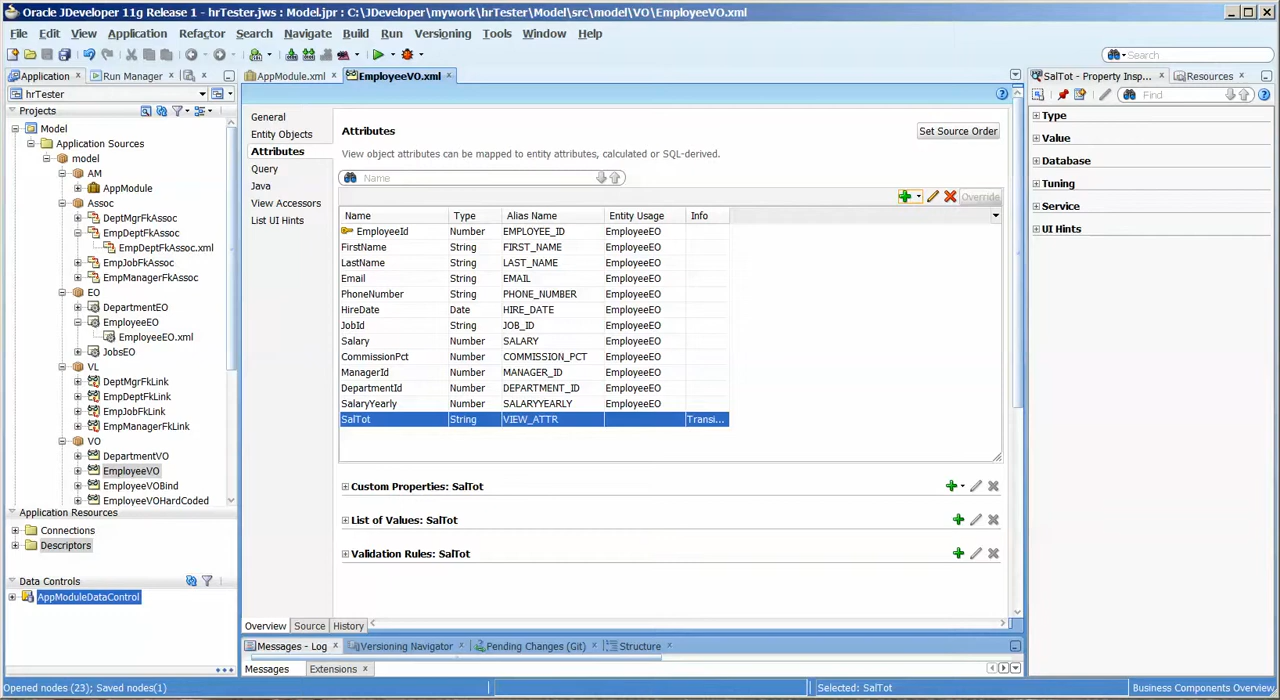 Oracle JDeveloper 11g Release 1 - hrTester.jws : Model.jpr : C:\JDeveloper\mywork\hrTester\Model\src\model\VO\EmployeeVO.xml
File Edit View Application Refactor Search Navigate Build Run Versioning Tools Window Help
Search
Application Run Manager
hrTester
Projects
Model
Application Sources
model
AM
AppModule
Assoc
DeptMgrFkAssoc
EmpDeptFkAssoc
EmpDeptFkAssoc.xml
EmpJobFkAssoc
EmpManagerFkAssoc
EO
DepartmentEO
EmployeeEO
EmployeeEO.xml
JobsEO
VL
DeptMgrFkLink
EmpDeptFkLink
EmpJobFkLink
EmpManagerFkLink
VO
DepartmentVO
EmployeeVO
EmployeeVOBind
EmployeeVOHardCoded
Application Resources
Connections
Descriptors
Data Controls
AppModuleDataControl
AppModule.xml EmployeeVO.xml
General
Entity Objects
Attributes
Query
Java
View Accessors
List UI Hints
Attributes
Set Source Order
View object attributes can be mapped to entity attributes, calculated or SQL-derived.
Name
Override
Name Type Alias Name Entity Usage Info
EmployeeId Number EMPLOYEE_ID EmployeeEO
FirstName String FIRST_NAME EmployeeEO
LastName String LAST_NAME EmployeeEO
Email String EMAIL EmployeeEO
PhoneNumber String PHONE_NUMBER EmployeeEO
HireDate Date HIRE_DATE EmployeeEO
JobId String JOB_ID EmployeeEO
Salary Number SALARY EmployeeEO
CommissionPct Number COMMISSION_PCT EmployeeEO
ManagerId Number MANAGER_ID EmployeeEO
DepartmentId Number DEPARTMENT_ID EmployeeEO
SalaryYearly Number SALARYYEARLY EmployeeEO
SalTot String VIEW_ATTR Transi...
Custom Properties: SalTot
List of Values: SalTot
Validation Rules: SalTot
Overview Source History
Messages - Log Versioning Navigator Pending Changes (Git) Structure
Messages Extensions
SalTot - Property Insp... Resources
Find
Type
Value
Database
Tuning
Service
UI Hints
Opened nodes (23); Saved nodes(1) Selected: SalTot Business Components Overview